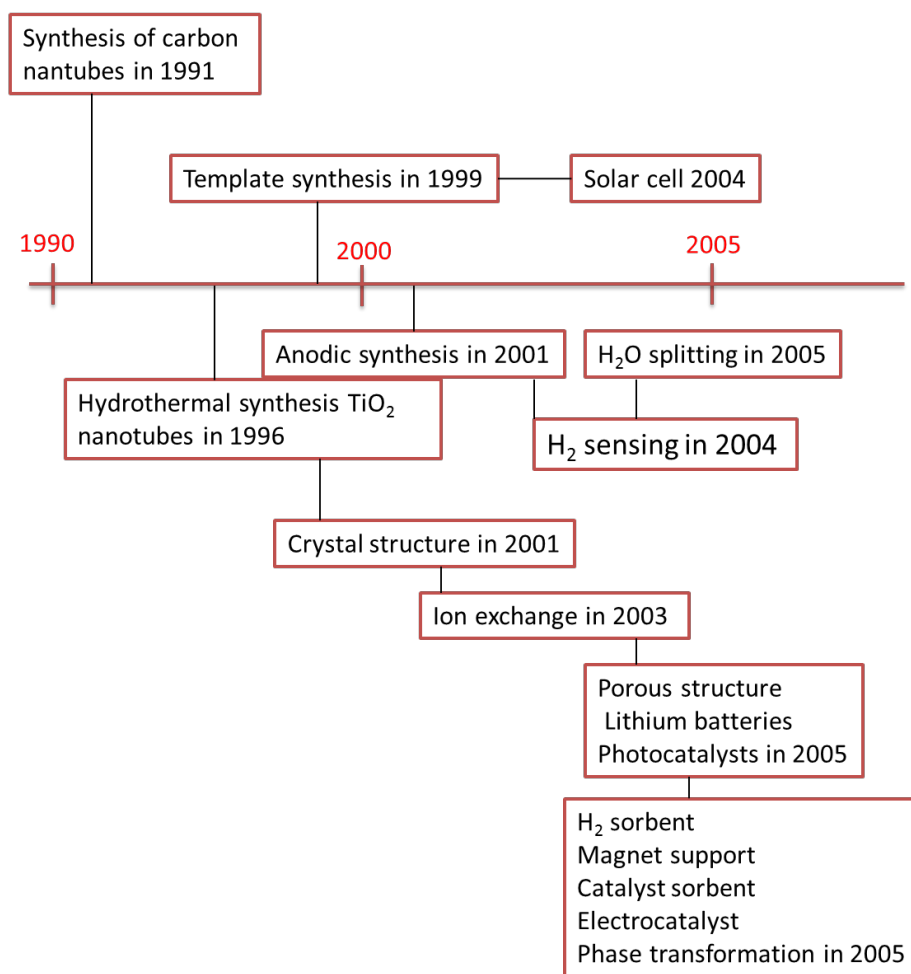 Synthesis of carbon
nantubes in 1991
Template synthesis in 1999
Solar cell 2004
1990
2000
2005
Anodic synthesis in 2001
H₂O splitting in 2005
Hydrothermal synthesis TiO₂
nanotubes in 1996
H₂ sensing in 2004
Crystal structure in 2001
Ion exchange in 2003
Porous structure
Lithium batteries
Photocatalysts in 2005
H₂ sorbent
Magnet support
Catalyst sorbent
Electrocatalyst
Phase transformation in 2005